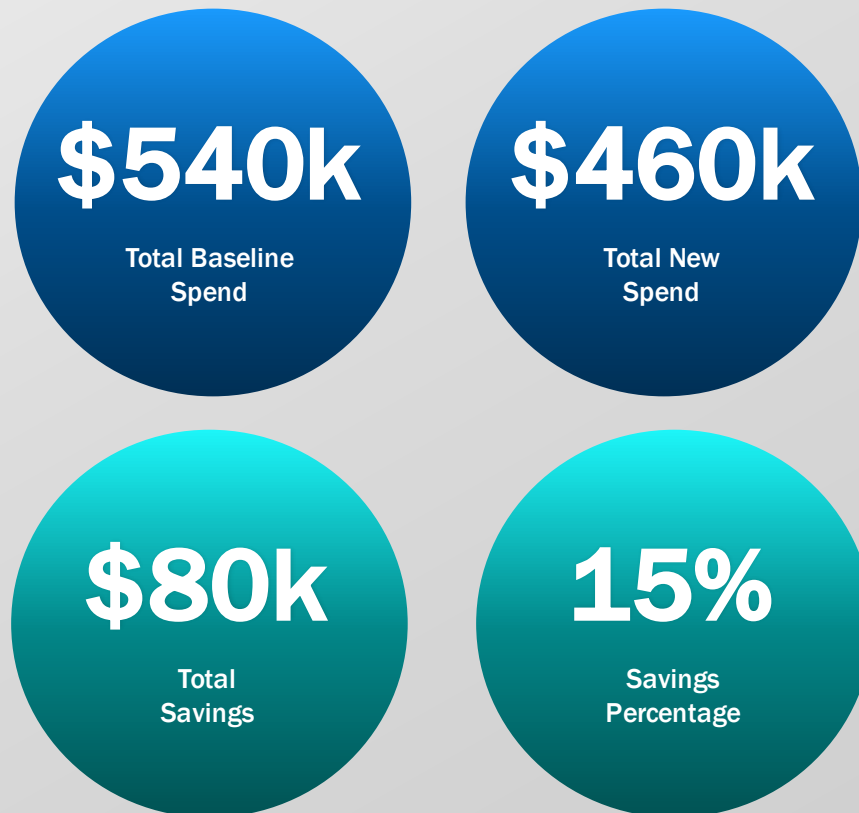 $540k
Total Baseline
Spend
$460k
Total New
Spend
$80k
Total
Savings
15%
Savings
Percentage